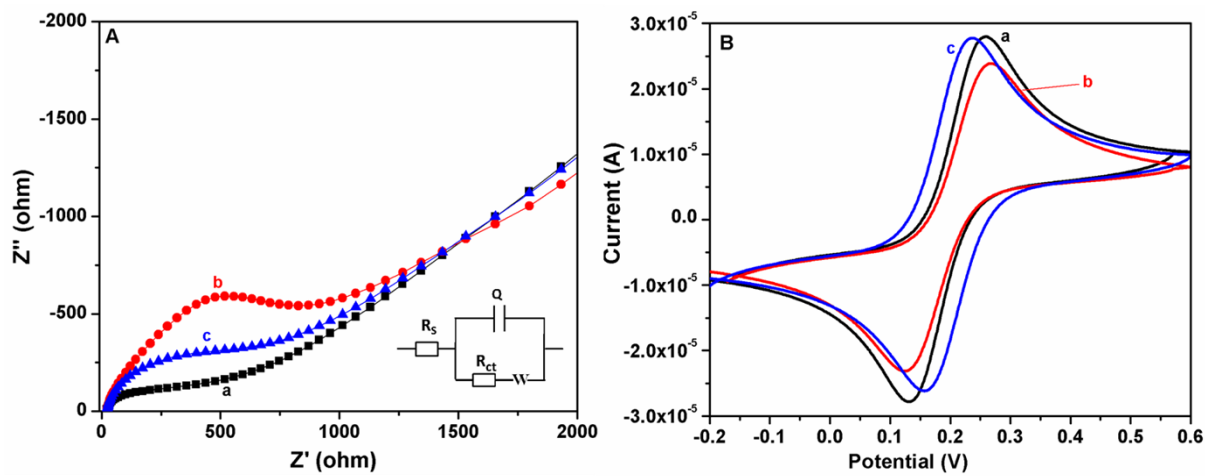 A
-2000
-1500
-1000
-500
0
0
500
1000
1500
2000
Z'' (ohm)
Z' (ohm)
b
c
a
Q
R_S
R_ct
W
B
3.0x10⁻⁵
2.0x10⁻⁵
1.0x10⁻⁵
0.0
-1.0x10⁻⁵
-2.0x10⁻⁵
-3.0x10⁻⁵
-0.2
-0.1
0.0
0.1
0.2
0.3
0.4
0.5
0.6
Current (A)
Potential (V)
c
a
b